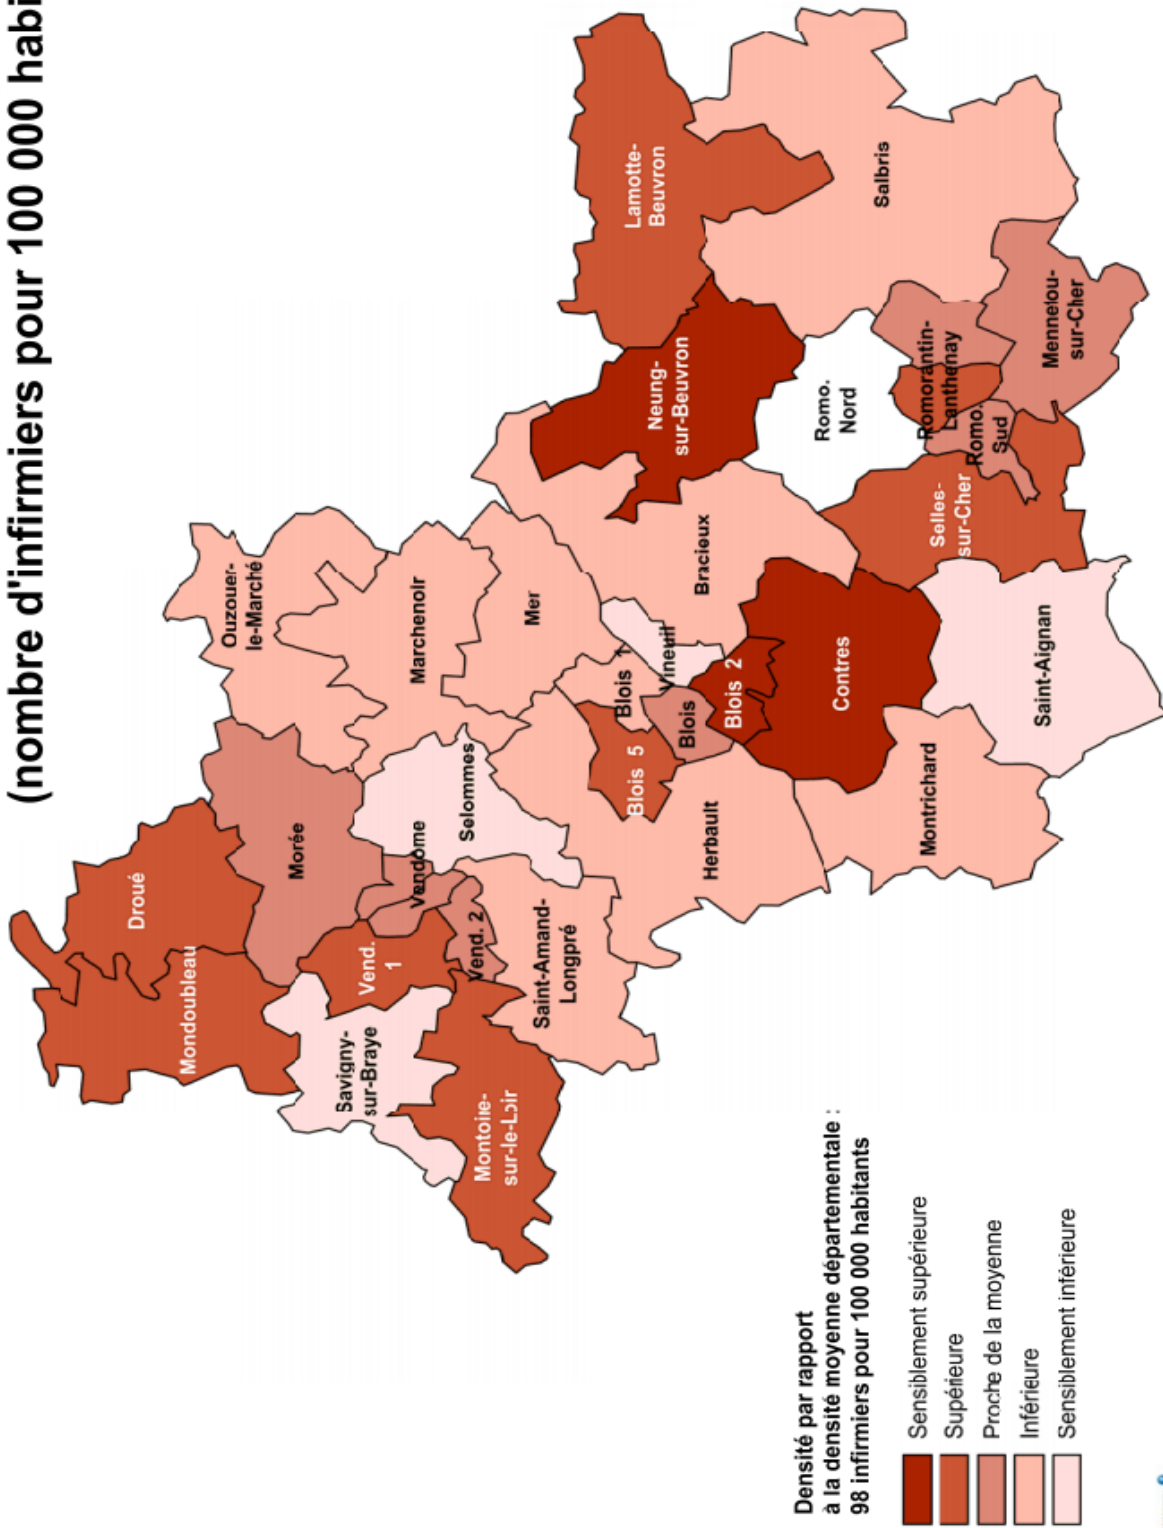 (nombre d'infirmiers pour 100 000 habi
Droué
Mondoubleau
Morée
Ouzouer-
le-Marché
Savigny-
sur-Braye
Vend.
1
Vendôme
Vend. 2
Selommes
Marchenoir
Montoire-
sur-le-Loir
Saint-Amand-
Longpré
Mer
Blois 5
Blois 1
Vineuil
Blois
Blois 2
Herbault
Bracieux
Neung-
sur-Beuvron
Lamotte-
Beuvron
Contres
Montrichard
Romo.
Nord
Salbris
Selles-
sur-Cher
Romorantin-
Lanthenay
Romo.
Sud
Mennetou-
sur-Cher
Saint-Aignan
Densité par rapport
à la densité moyenne départementale :
98 infirmiers pour 100 000 habitants
Sensiblement supérieure
Supérieure
Proche de la moyenne
Inférieure
Sensiblement inférieure